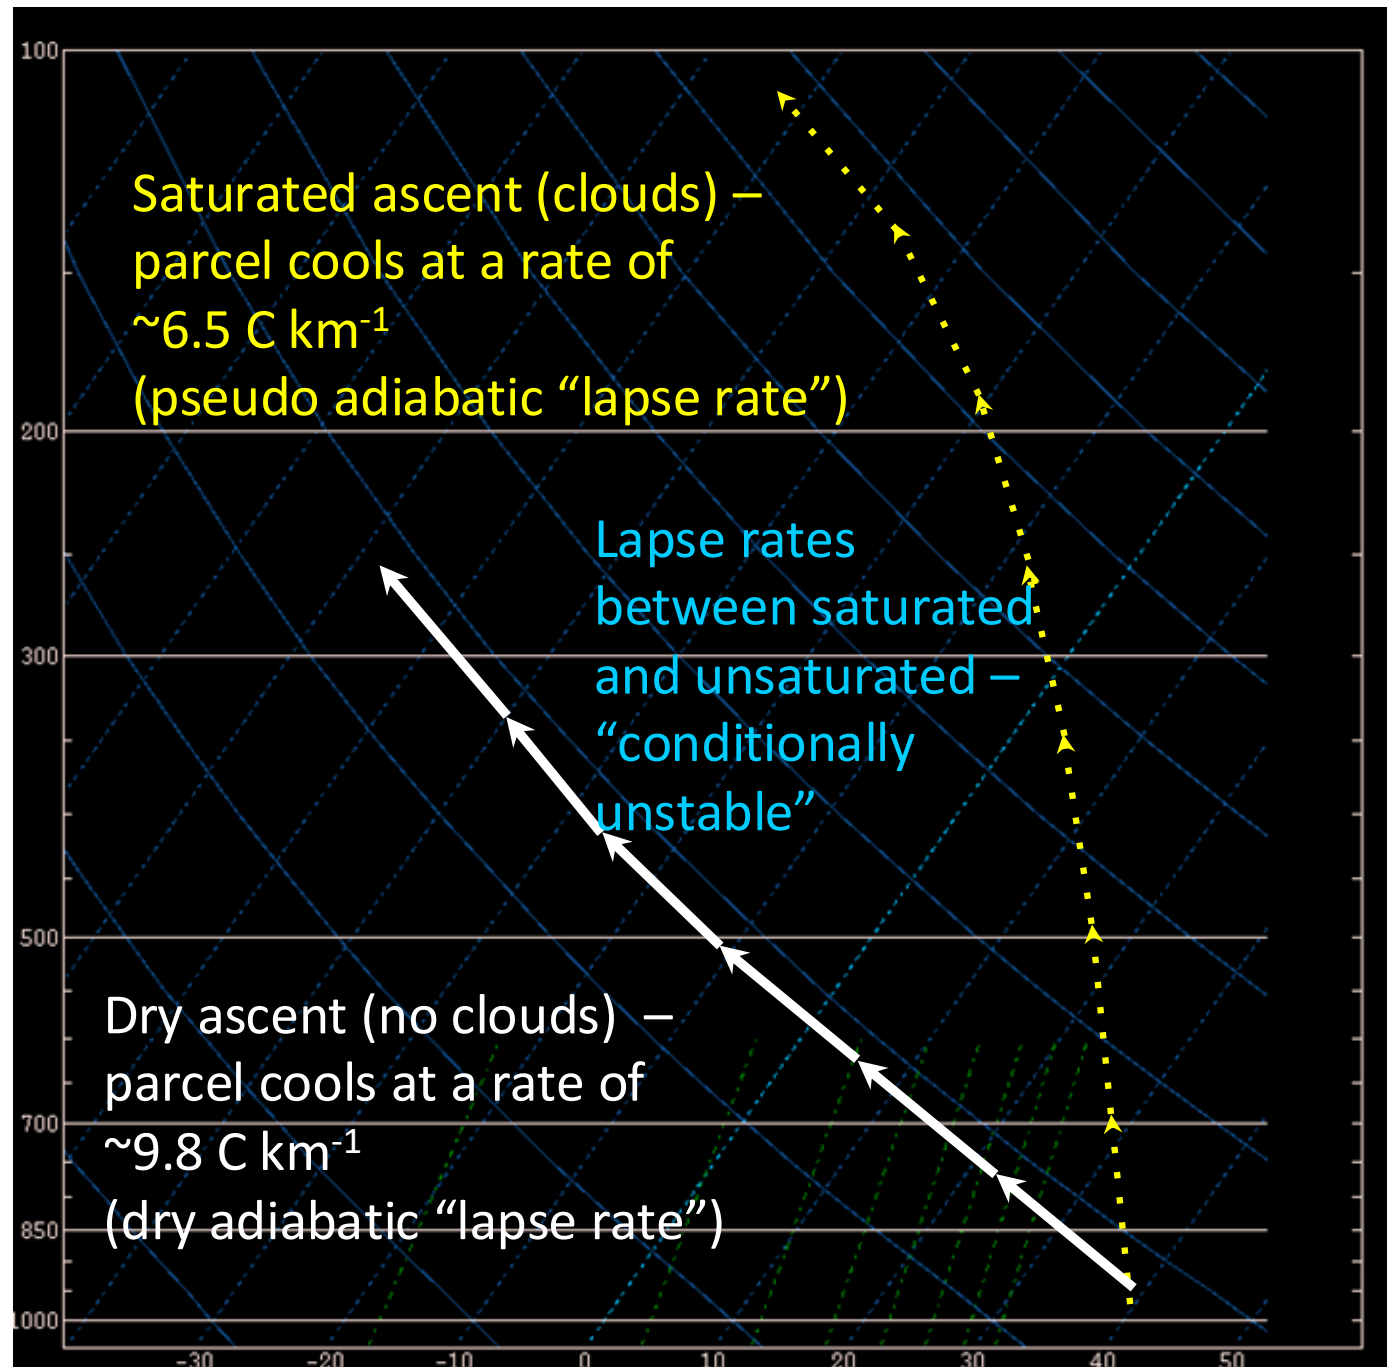 100
Saturated ascent (clouds) –
parcel cools at a rate of
~6.5 C km-1
(pseudo adiabatic “lapse rate”)
200
Lapse rates
between saturated
300
and unsaturated –
“conditionally
unstable”
500
Dry ascent (no clouds) –
parcel cools at a rate of
700
~9.8 C km-1
(dry adiabatic “lapse rate”)
850
1000
-30 -20 -10 0 10 20 30 40 50